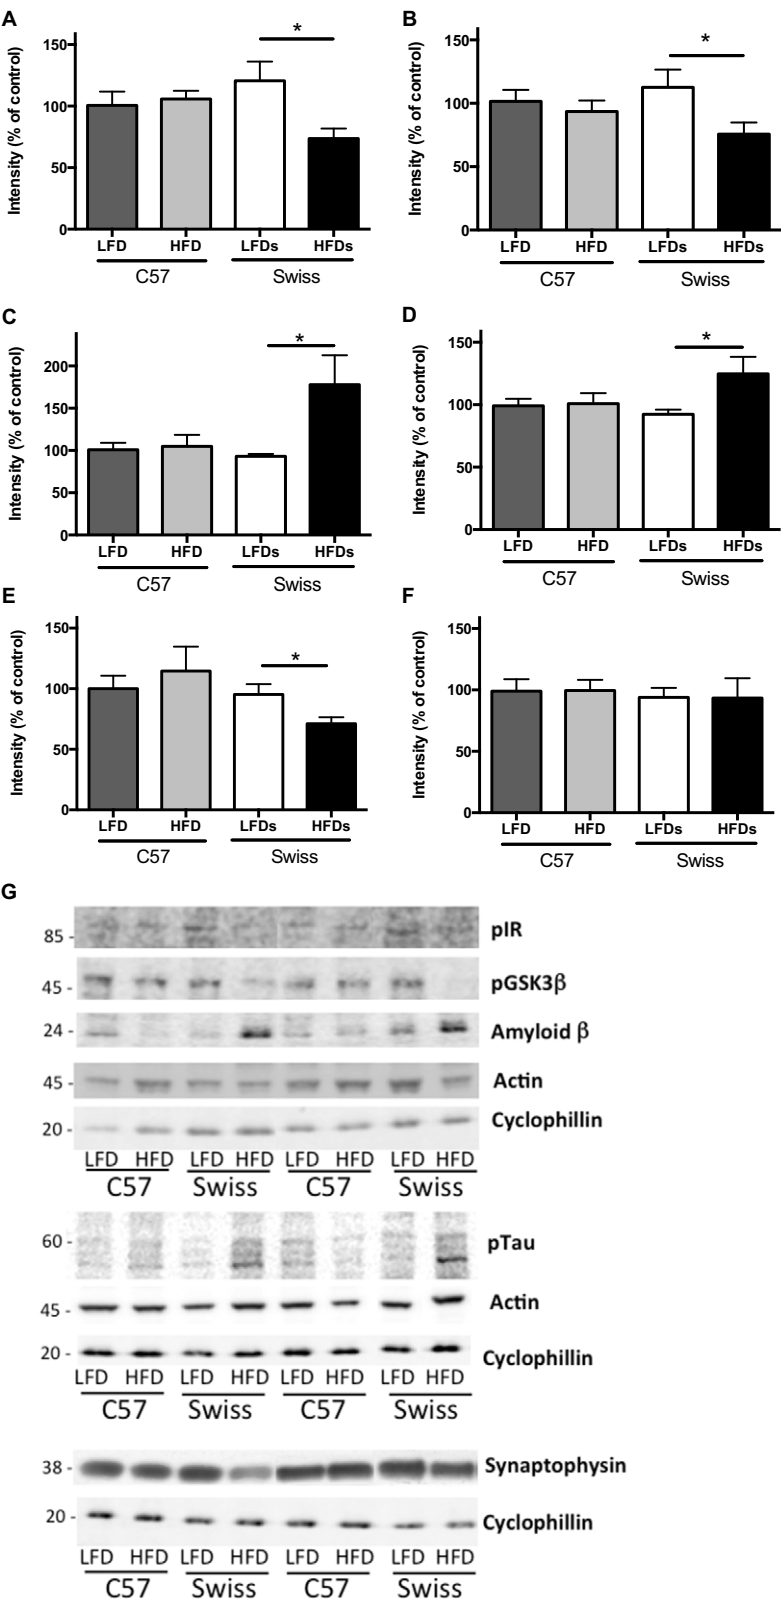 A
Intensity (% of control)
150
100
50
0
*
LFD HFD LFDs HFDs
C57 Swiss
B
Intensity (% of control)
150
100
50
0
*
LFD HFD LFDs HFDs
C57 Swiss
C
Intensity (% of control)
200
150
100
50
0
*
LFD HFD LFDs HFDs
C57 Swiss
D
Intensity (% of control)
150
100
50
0
*
LFD HFD LFDs HFDs
C57 Swiss
E
Intensity (% of control)
150
100
50
0
*
LFD HFD LFDs HFDs
C57 Swiss
F
Intensity (% of control)
150
100
50
0
LFD HFD LFDs HFDs
C57 Swiss
G
85 - pIR
45 - pGSK3β
24 - Amyloid β
45 - Actin
20 - Cyclophillin
LFD HFD LFD HFD LFD HFD LFD HFD
C57 Swiss C57 Swiss
60 - pTau
45 - Actin
20 - Cyclophillin
LFD HFD LFD HFD LFD HFD LFD HFD
C57 Swiss C57 Swiss
38 - Synaptophysin
20 - Cyclophillin
LFD HFD LFD HFD LFD HFD LFD HFD
C57 Swiss C57 Swiss